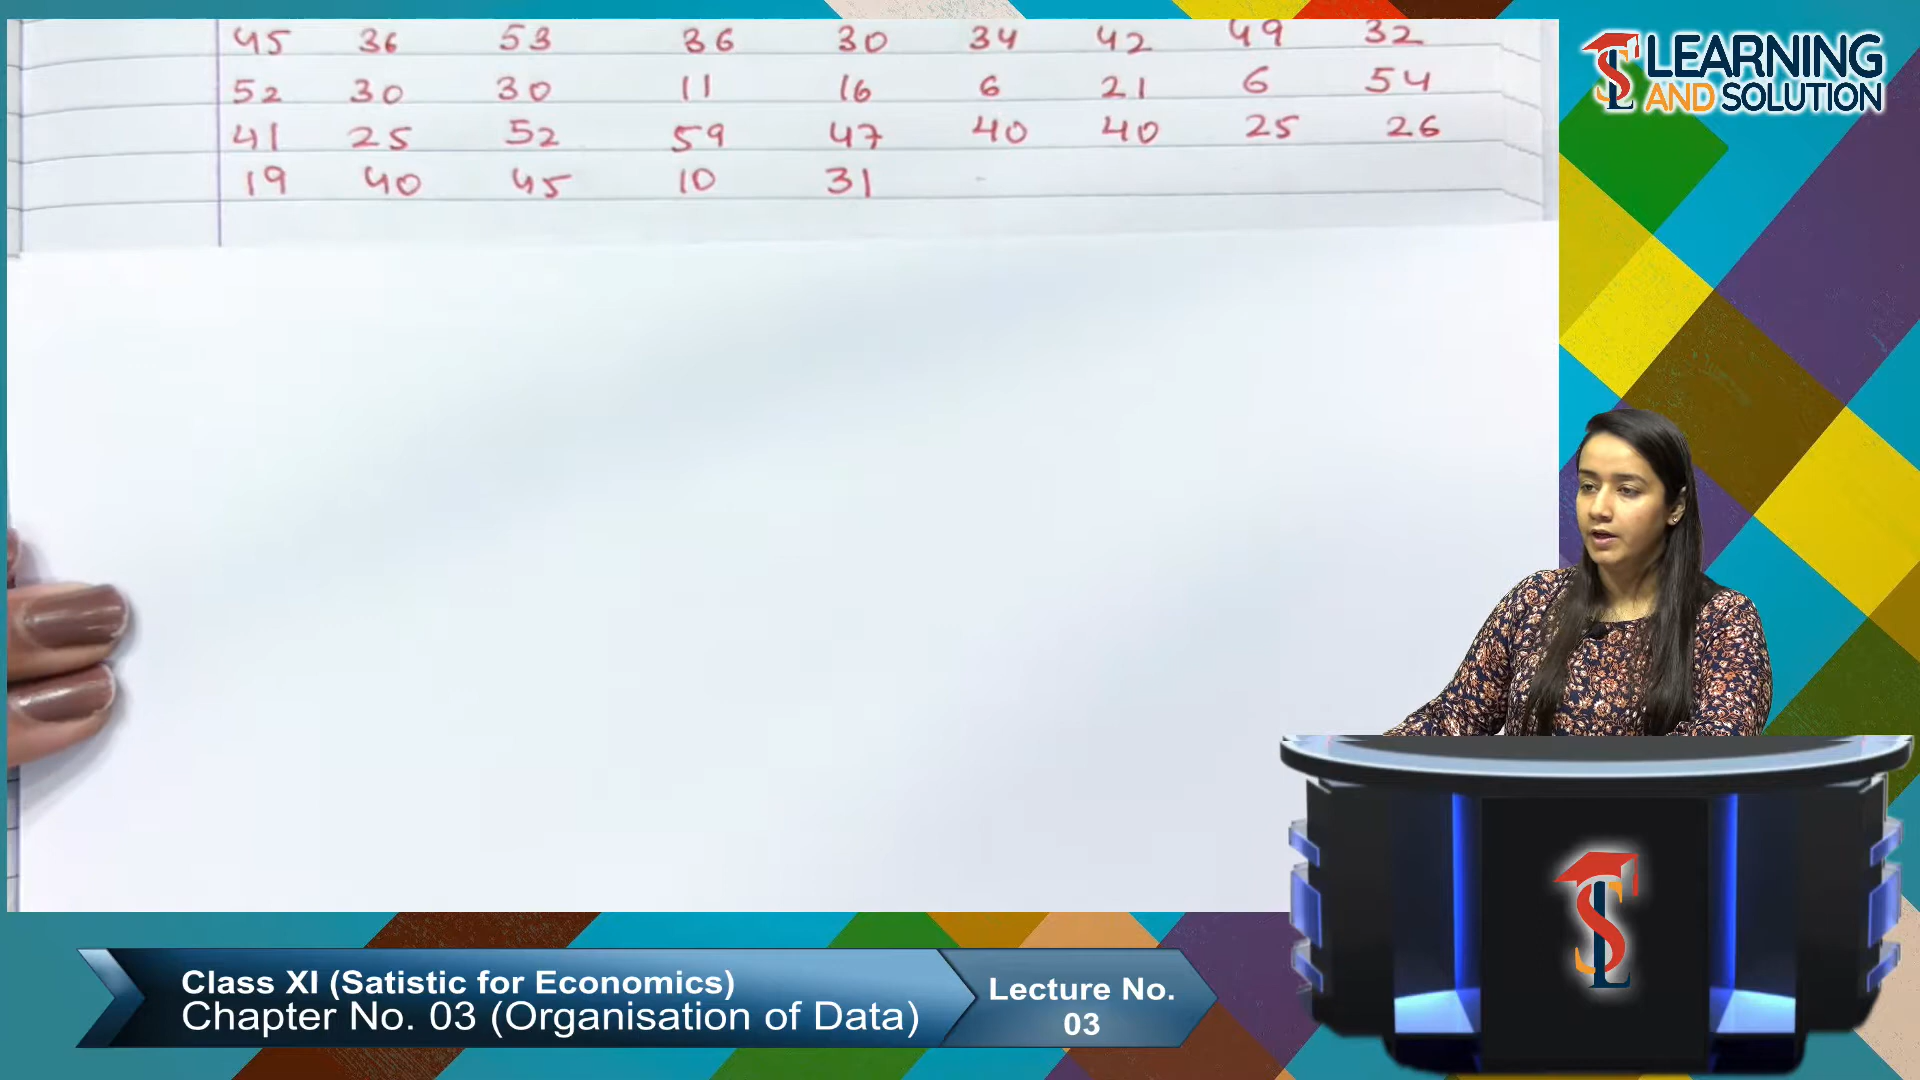 45 36 53 36 30 34 42 49 32
52 30 30 11 16 6 21 6 54
41 25 52 59 47 40 40 25 26
19 40 45 10 31
LEARNING
AND SOLUTION
Class XI (Satistic for Economics)
Chapter No. 03 (Organisation of Data)
Lecture No.
03